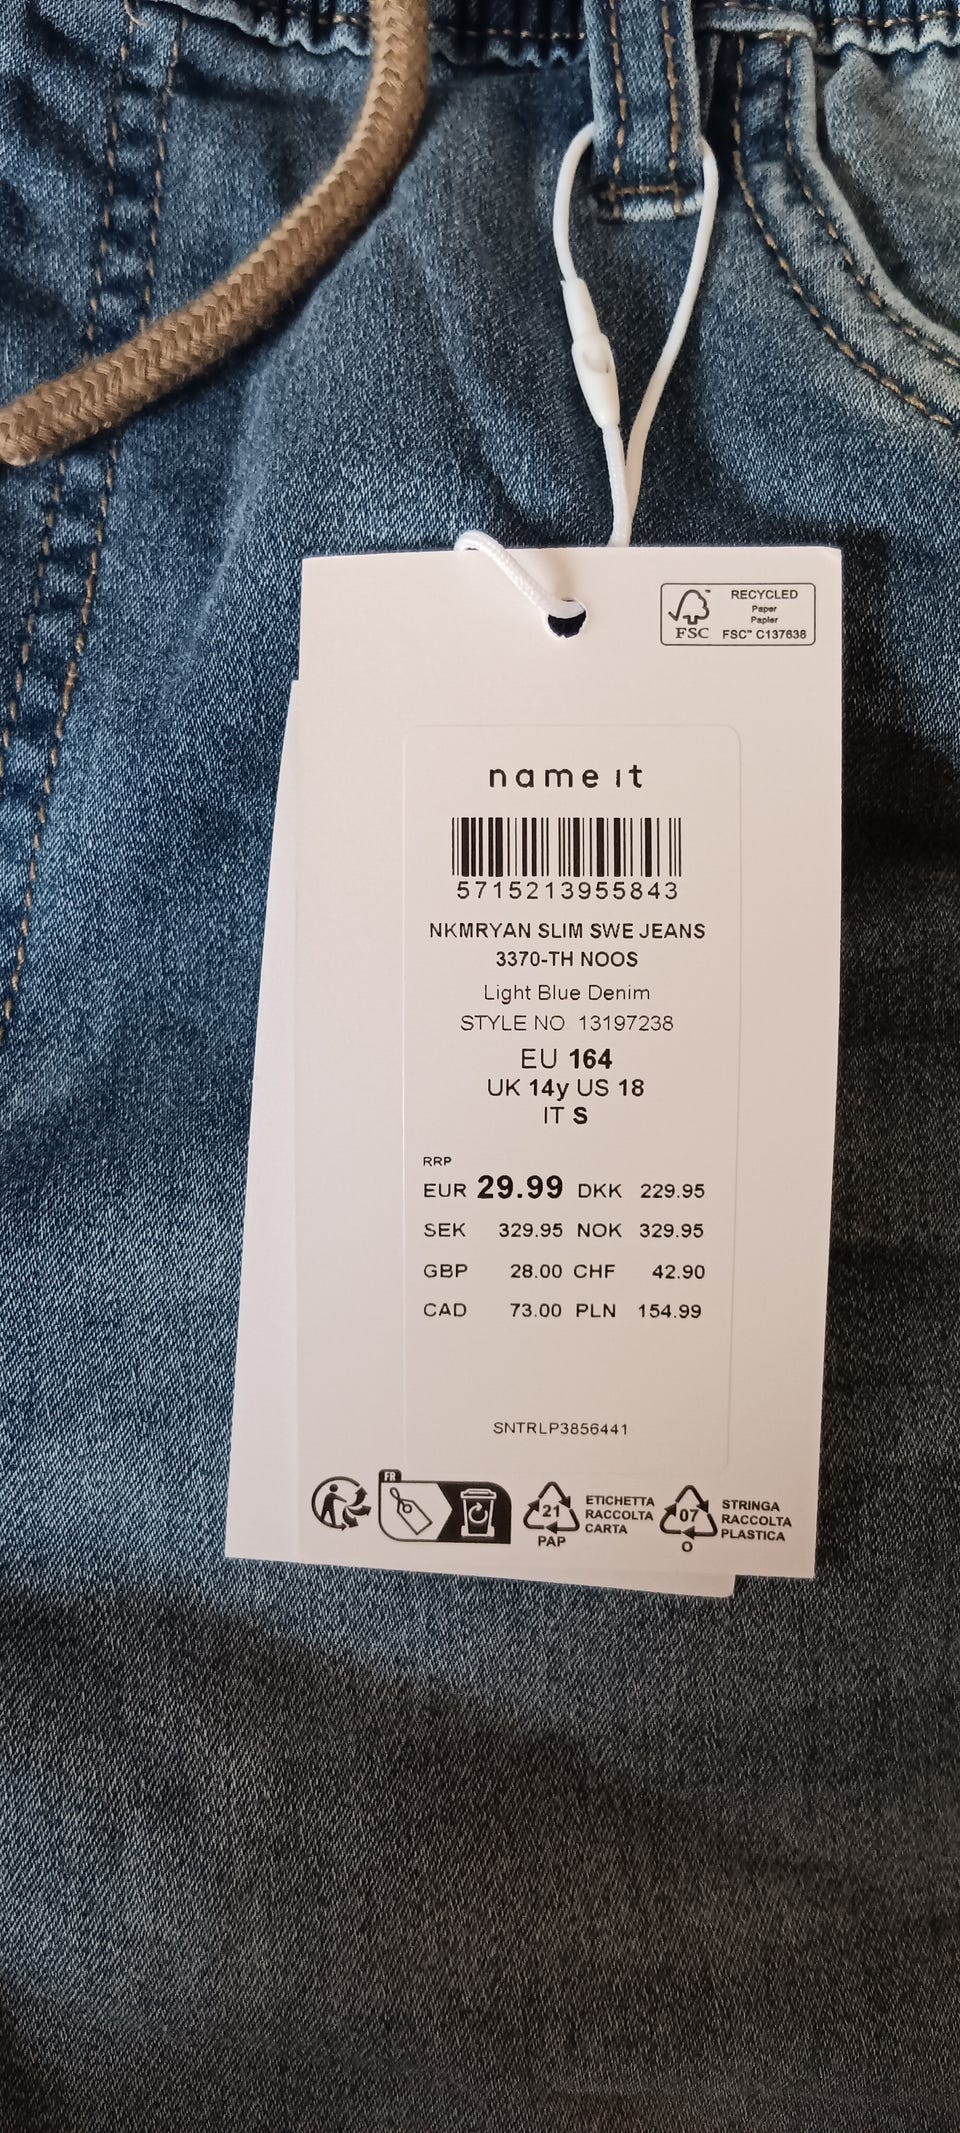 RECYCLED
Paper
Papier
FSC™ C137638
FSC
name it
5715213955843
NKMRYAN SLIM SWE JEANS
3370-TH NOOS
Light Blue Denim
STYLE NO 13197238
EU 164
UK 14y US 18
IT S
RRP
EUR 29.99 DKK 229.95
SEK 329.95 NOK 329.95
GBP 28.00 CHF 42.90
CAD 73.00 PLN 154.99
SNTRLP3856441
FR
21
PAP
ETICHETTA
RACCOLTA
CARTA
07
O
STRINGA
RACCOLTA
PLASTICA